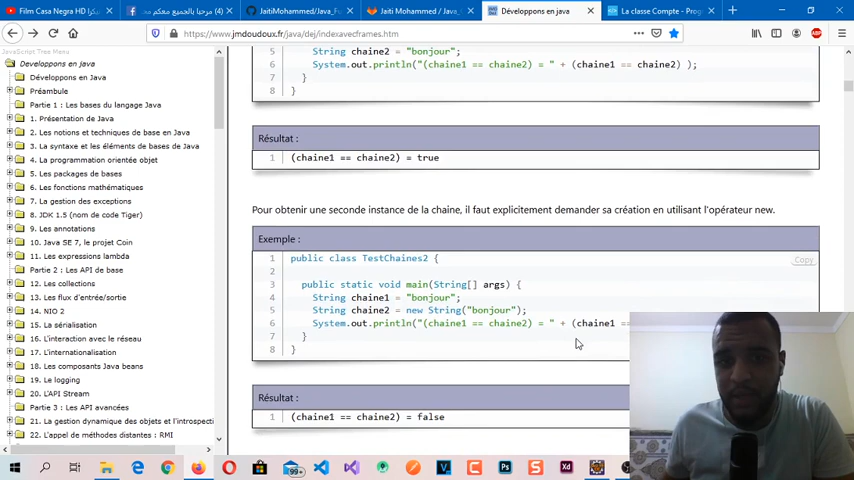 Film Casa Negra HD
(4) مرحبا بالجميع معكم
JaitiMohammed/Java_Fu
Jaiti Mohammed / Java_
Développons en java
La classe Compte - Prog
https://www.jmdoudoux.fr/java/dej/indexavecframes.htm
JavaScript Tree Menu
Developpons en java
Développons en Java
Préambule
Partie 1 : Les bases du langage Java
1. Présentation de Java
2. Les notions et techniques de base en Java
3. La syntaxe et les éléments de bases de Java
4. La programmation orientée objet
5. Les packages de base
6. Les fonctions mathématiques
7. La gestion des exceptions
8. JDK 1.5 (nom de code Tiger)
9. Les annotations
10. Java SE 7, le projet Coin
11. Les expressions lambda
Partie 2 : Les API de base
12. Les collections
13. Les flux d'entrée/sortie
14. NIO 2
15. La sérialisation
16. L'interaction avec le réseau
17. L'internationalisation
18. Les composants Java beans
19. Le logging
20. L'API Stream
Partie 3 : Les API avancées
21. La gestion dynamique des objets et l'introspecti
22. L'appel de méthodes distantes : RMI
5 String chaine2 = "bonjour";
6 System.out.println("(chaine1 == chaine2) = " + (chaine1 == chaine2) );
7 }
8 }
Résultat :
1 (chaine1 == chaine2) = true
Pour obtenir une seconde instance de la chaine, il faut explicitement demander sa création en utilisant l'opérateur new.
Exemple :
1 public class TestChaines2 {
Copy
2
3 public static void main(String[] args) {
4 String chaine1 = "bonjour";
5 String chaine2 = new String("bonjour");
6 System.out.println("(chaine1 == chaine2) = " + (chaine1 ==
7 }
8 }
Résultat :
1 (chaine1 == chaine2) = false
99+